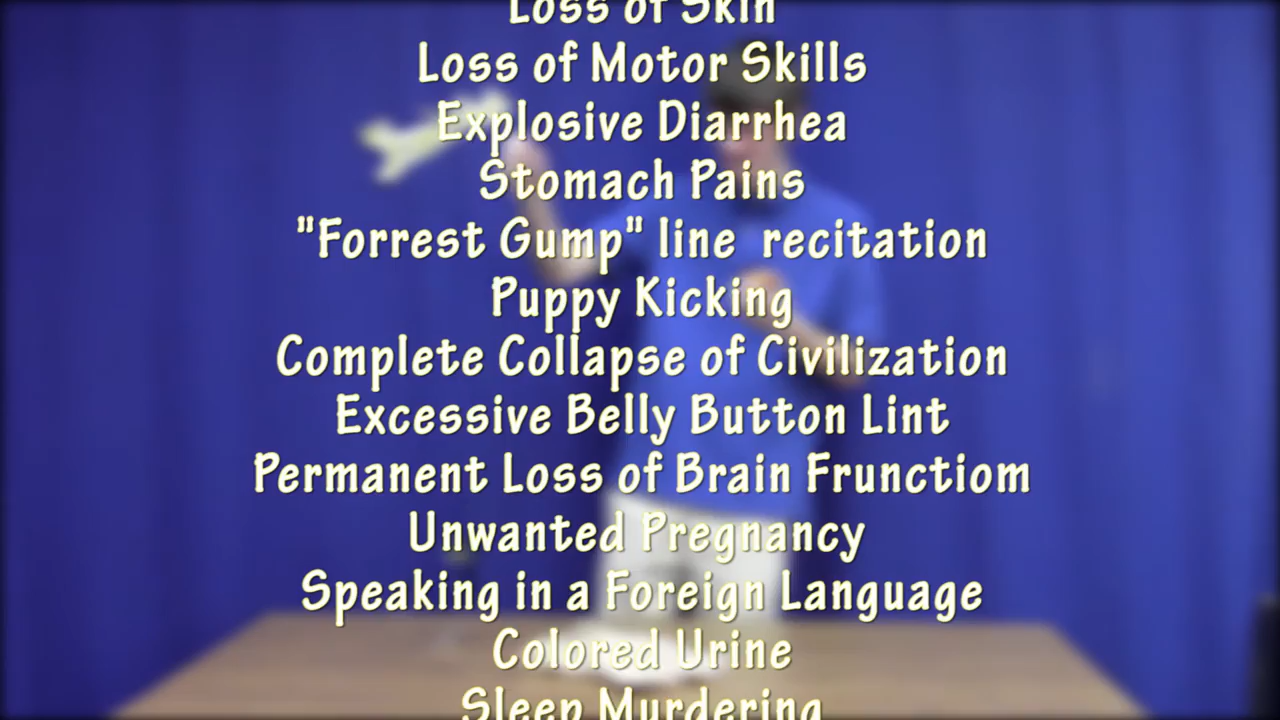 Loss of Skin
Loss of Motor Skills
Explosive Diarrhea
Stomach Pains
"Forrest Gump" line recitation
Puppy Kicking
Complete Collapse of Civilization
Excessive Belly Button Lint
Permanent Loss of Brain Frunctiom
Unwanted Pregnancy
Speaking in a Foreign Language
Colored Urine
Sleep Murdering